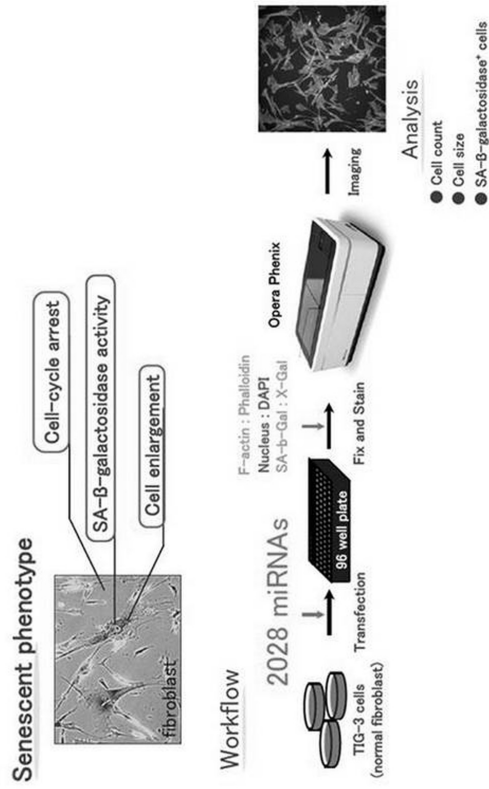 Senescent phenotype
Cell-cycle arrest
SA-B-galactosidase activity
Cell enlargement
fibroblast
Workflow
2028 miRNAs
F-actin : Phalloidin
Nucleus : DAPI
SA-b-Gal : X-Gal
Opera Phenix
TIG-3 cells
(normal fibroblast)
Transfection
96 well plate
Fix and Stain
Imaging
Analysis
● Cell count
● Cell size
● SA-B-galactosidase⁺ cells